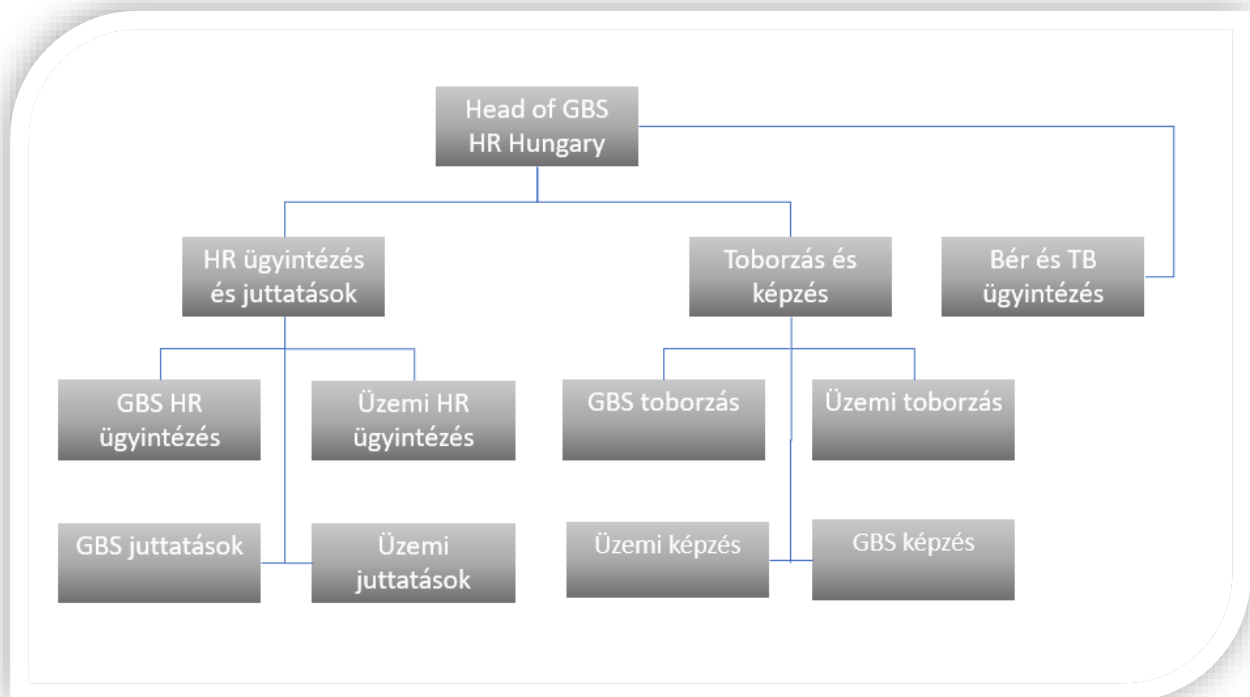 Head of GBS
HR Hungary
HR ügyintézés
és juttatások
Toborzás és
képzés
Bér és TB
ügyintézés
GBS HR
ügyintézés
Üzemi HR
ügyintézés
GBS toborzás
Üzemi toborzás
GBS juttatások
Üzemi
juttatások
Üzemi képzés
GBS képzés